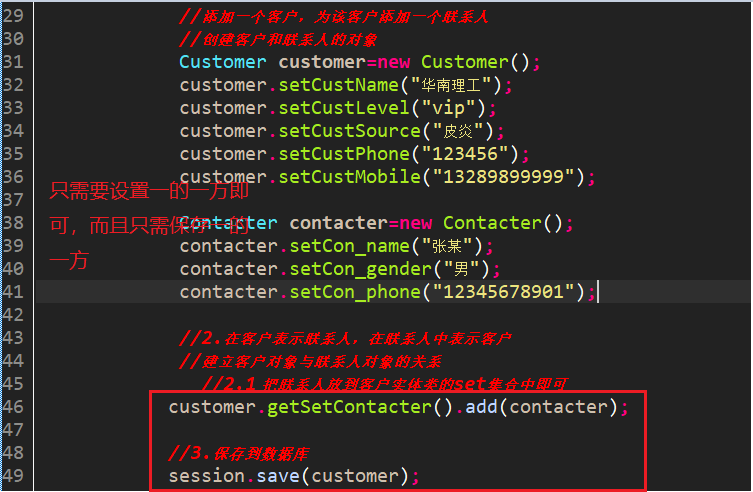 29 //添加一个客户，为该客户添加一个联系人
30 //创建客户和联系人的对象
31 Customer customer=new Customer();
32 customer.setCustName("华南理工");
33 customer.setCustLevel("vip");
34 customer.setCustSource("皮炎");
35 customer.setCustPhone("123456");
36 customer.setCustMobile("13289899999");
只需要设置一的一方即
37
可，而且只需保存一的
38 Contacter contacter=new Contacter();
39 contacter.setCon_name("张某");
一方
40 contacter.setCon_gender("男");
41 contacter.setCon_phone("12345678901");
42
43 //2.在客户表示联系人，在联系人中表示客户
44 //建立客户对象与联系人对象的关系
45 //2.1 把联系人放到客户实体类的set集合中即可
46 customer.getSetContacter().add(contacter);
47
48 //3.保存到数据库
49 session.save(customer);